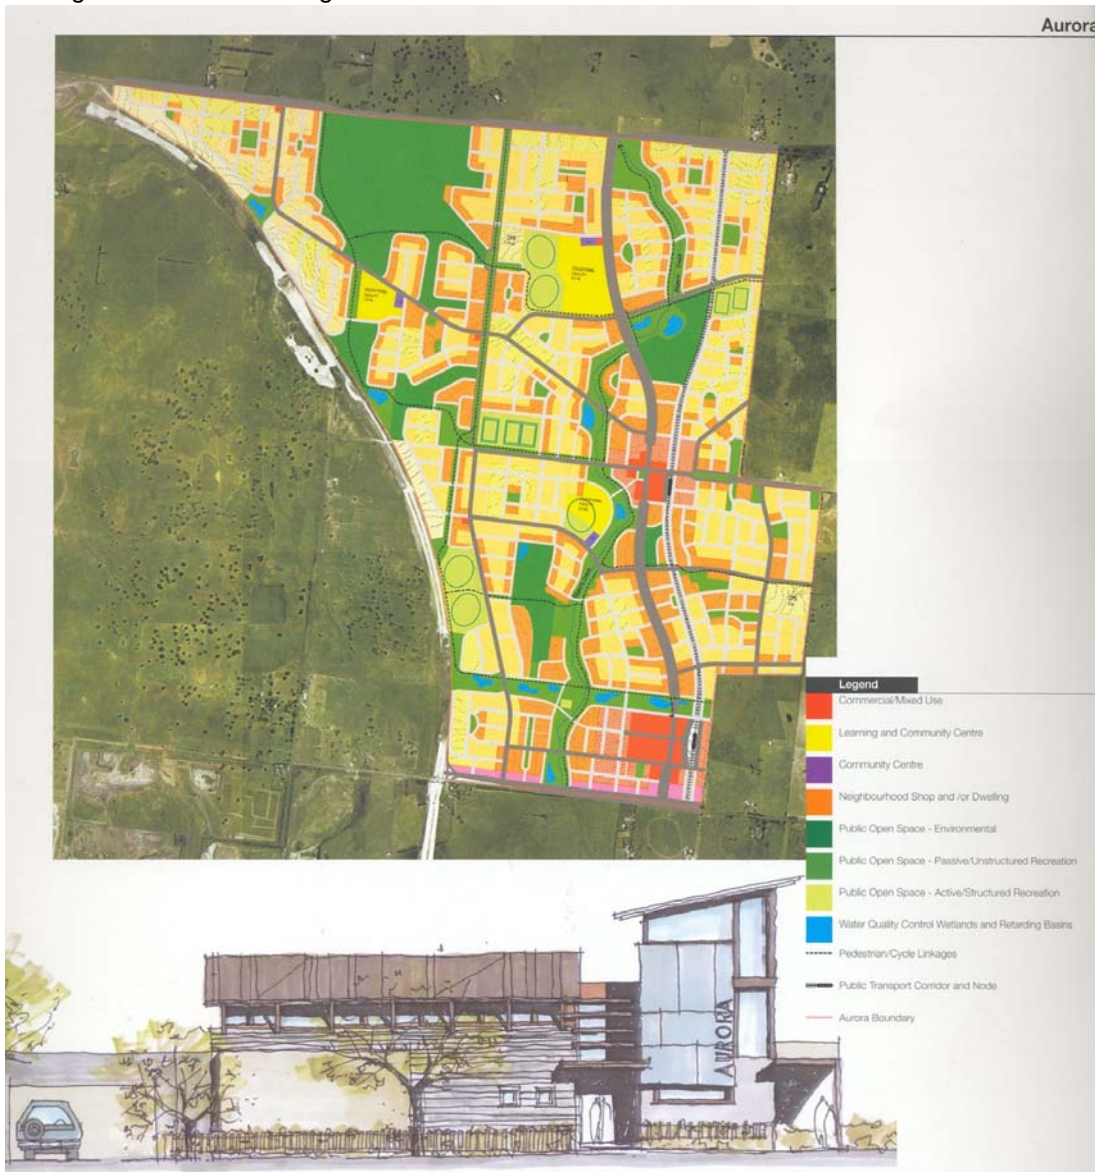 Aurora
Legend
Commercial/Mixed Use
Learning and Community Centre
Community Centre
Neighbourhood Shop and /or Dwelling
Public Open Space - Environmental
Public Open Space - Passive/Unstructured Recreation
Public Open Space - Active/Structured Recreation
Water Quality Control Wetlands and Retarding Basins
Pedestrian/Cycle Linkages
Public Transport Corridor and Node
Aurora Boundary
AURORA